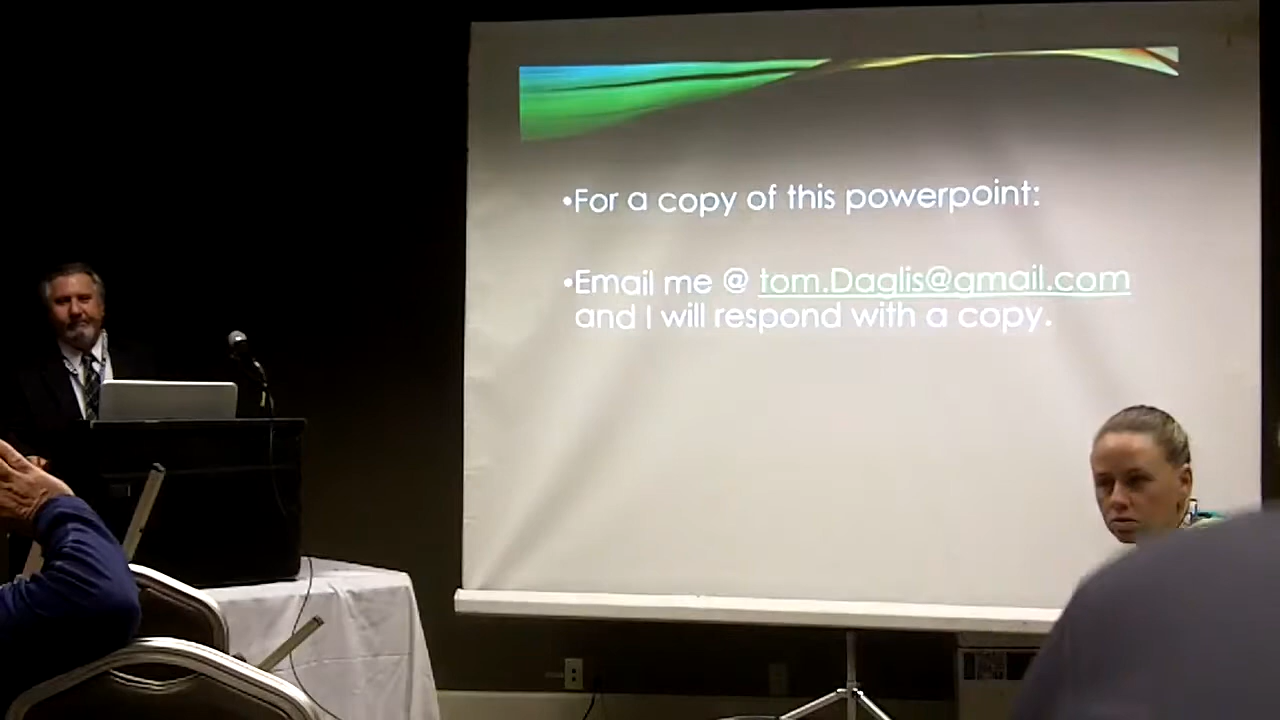 •For a copy of this powerpoint:
•Email me @ tom.Daglis@gmail.com
and I will respond with a copy.